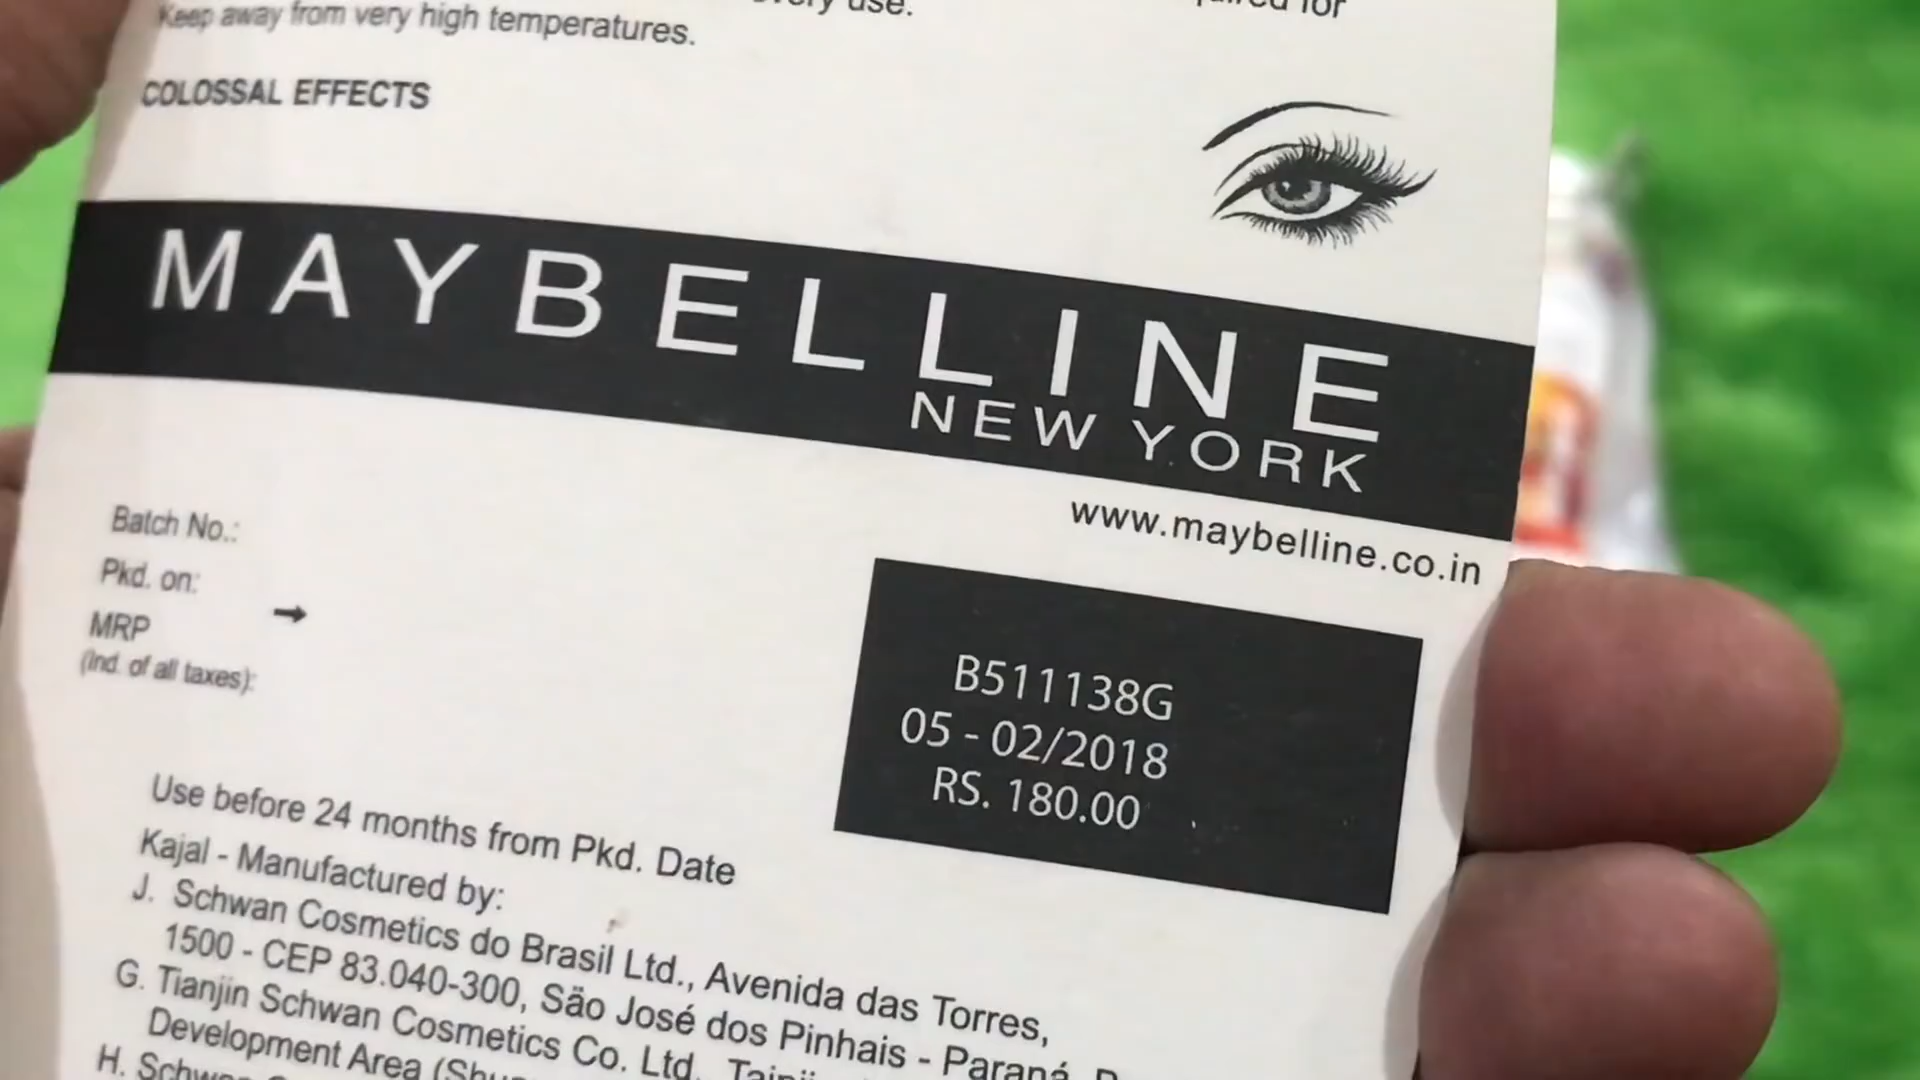 use.
for
Keep away from very high temperatures.
COLOSSAL EFFECTS
MAYBELLINE
NEW YORK
www.maybelline.co.in
Batch No.:
Pkd. on:
MRP
(Incl. of all taxes):
→
B511138G
05 - 02/2018
RS. 180.00
Use before 24 months from Pkd. Date
Kajal - Manufactured by:
J. Schwan Cosmetics do Brasil Ltd., Avenida das Torres,
1500 - CEP 83.040-300, São José dos Pinhais - Paraná,
G. Tianjin Schwan Cosmetics Co. Ltd.,
Development Area
H.